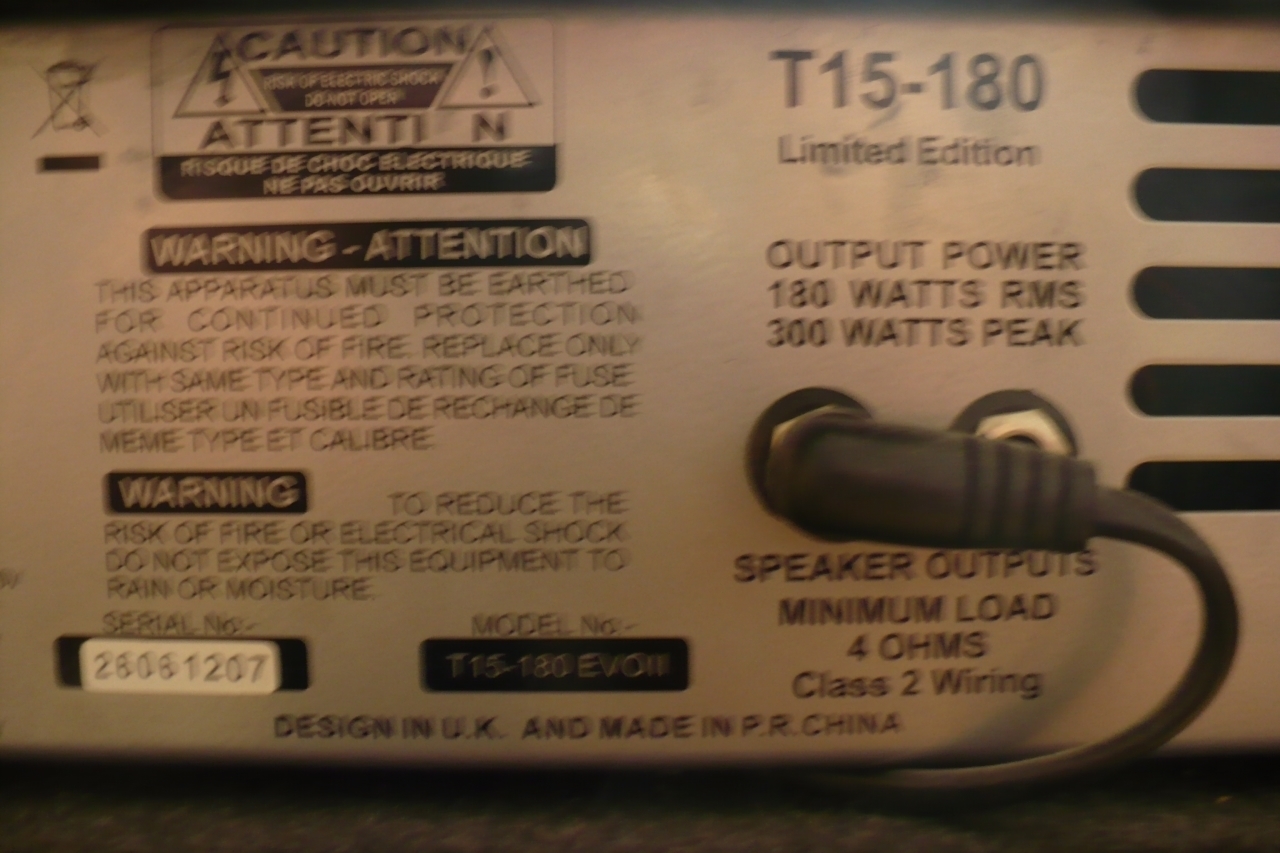 CAUTION
RISK OF ELECTRIC SHOCK
DO NOT OPEN
ATTENTI N
RISQUE DE CHOC ELECTRIQUE
NE PAS OUVRIR
WARNING - ATTENTION
THIS APPARATUS MUST BE EARTHED
FOR CONTINUED PROTECTION
AGAINST RISK OF FIRE. REPLACE ONLY
WITH SAME TYPE AND RATING OF FUSE
UTILISER UN FUSIBLE DE RECHANGE DE
MEME TYPE ET CALIBRE
WARNING TO REDUCE THE
RISK OF FIRE OR ELECTRICAL SHOCK
DO NOT EXPOSE THIS EQUIPMENT TO
RAIN OR MOISTURE.
SERIAL No:-
26061207
MODEL No:-
T15-180 EVOII
T15-180
Limited Edition
OUTPUT POWER
180 WATTS RMS
300 WATTS PEAK
SPEAKER OUTPUTS
MINIMUM LOAD
4 OHMS
Class 2 Wiring
DESIGN IN U.K. AND MADE IN P.R.CHINA